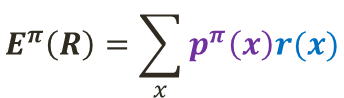 E^π(R) = ∑_x p^π(x)r(x)